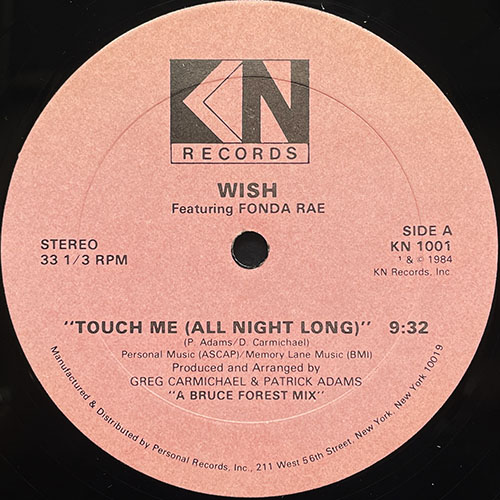 KN
RECORDS
WISH
Featuring FONDA RAE
STEREO
33 1/3 RPM
SIDE A
KN 1001
& © 1984
KN Records, Inc
"TOUCH ME (ALL NIGHT LONG)" 9:32
(P. Adams/D. Carmichael)
Personal Music (ASCAP)/Memory Lane Music (BMI)
Produced and Arranged by
GREG CARMICHAEL & PATRICK ADAMS
"A BRUCE FOREST MIX"
Manufactured & Distributed by Personal Records, Inc., 211 West 56th Street, New York, New York 10019